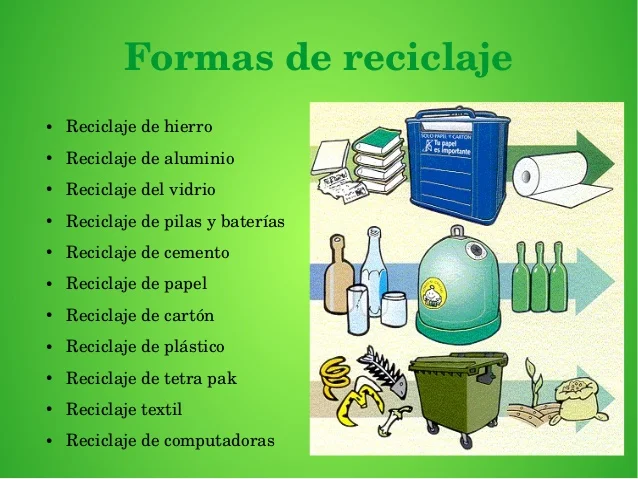 Formas de reciclaje
• Reciclaje de hierro
• Reciclaje de aluminio
• Reciclaje del vidrio
• Reciclaje de pilas y baterías
• Reciclaje de cemento
• Reciclaje de papel
• Reciclaje de cartón
• Reciclaje de plástico
• Reciclaje de tetra pak
• Reciclaje textil
• Reciclaje de computadoras
SOLO PAPEL Y CARTON
Tu papel
es importante